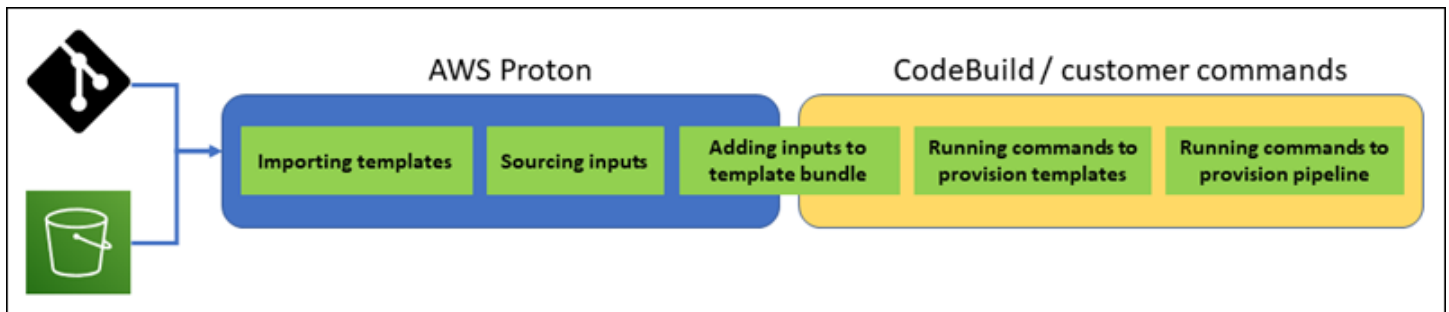 AWS Proton
CodeBuild / customer commands
Importing templates
Sourcing inputs
Adding inputs to
template bundle
Running commands to
provision templates
Running commands to
provision pipeline